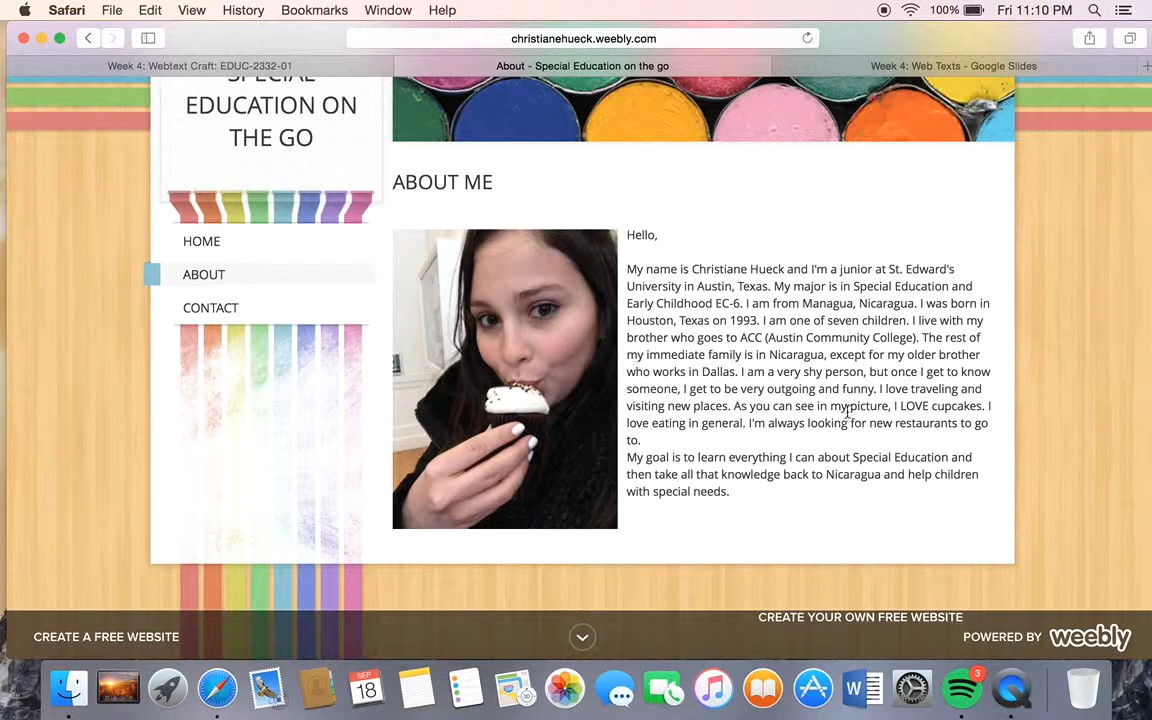 Safari File Edit View History Bookmarks Window Help 100% Fri 11:10 PM
christianehueck.weebly.com
Week 4: Webtext Craft: EDUC-2332-01 About - Special Education on the go Week 4: Web Texts - Google Slides
SPECIAL
EDUCATION ON
THE GO
HOME
ABOUT
CONTACT
ABOUT ME
Hello,
My name is Christiane Hueck and I'm a junior at St. Edward's
University in Austin, Texas. My major is in Special Education and
Early Childhood EC-6. I am from Managua, Nicaragua. I was born in
Houston, Texas on 1993. I am one of seven children. I live with my
brother who goes to ACC (Austin Community College). The rest of
my immediate family is in Nicaragua, except for my older brother
who works in Dallas. I am a very shy person, but once I get to know
someone, I get to be very outgoing and funny. I love traveling and
visiting new places. As you can see in my picture, I LOVE cupcakes. I
love eating in general. I'm always looking for new restaurants to go
to.
My goal is to learn everything I can about Special Education and
then take all that knowledge back to Nicaragua and help children
with special needs.
CREATE YOUR OWN FREE WEBSITE
CREATE A FREE WEBSITE POWERED BY weebly
SEP
18
3